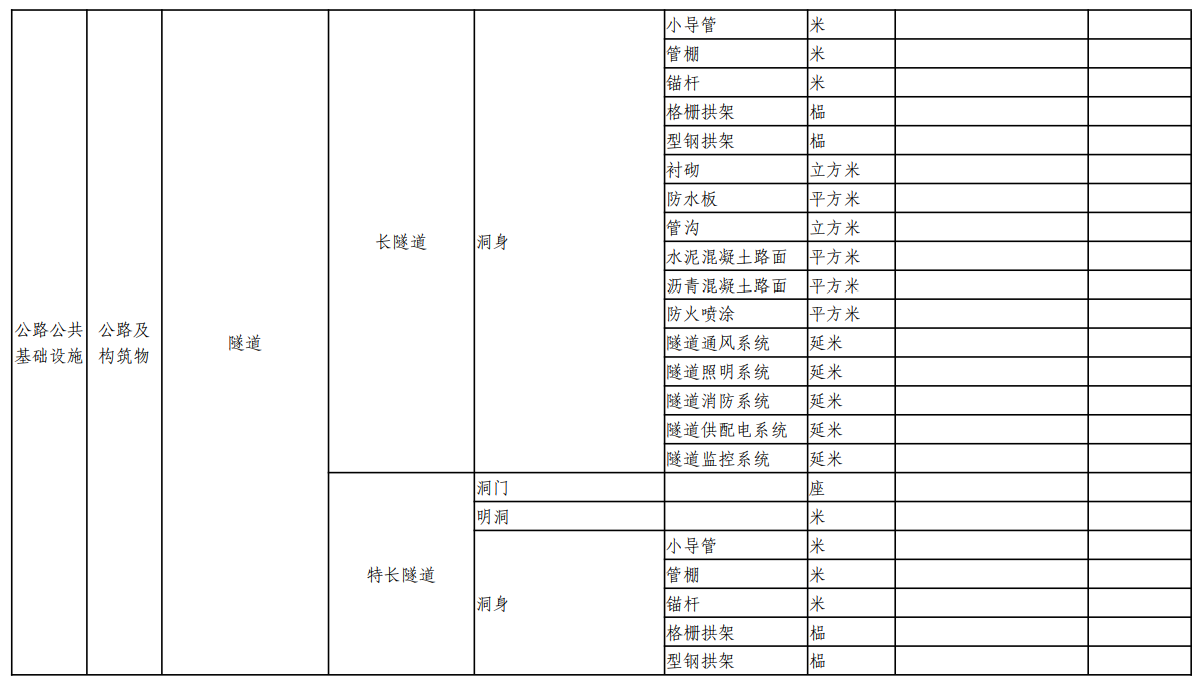 公路公共
基础设施
公路及
构筑物
隧道
长隧道
洞身
小导管 米
管棚 米
锚杆 米
格栅拱架 榀
型钢拱架 榀
衬砌 立方米
防水板 平方米
管沟 立方米
水泥混凝土路面 平方米
沥青混凝土路面 平方米
防火喷涂 平方米
隧道通风系统 延米
隧道照明系统 延米
隧道消防系统 延米
隧道供配电系统 延米
隧道监控系统 延米
特长隧道
洞门 座
明洞 米
洞身
小导管 米
管棚 米
锚杆 米
格栅拱架 榀
型钢拱架 榀